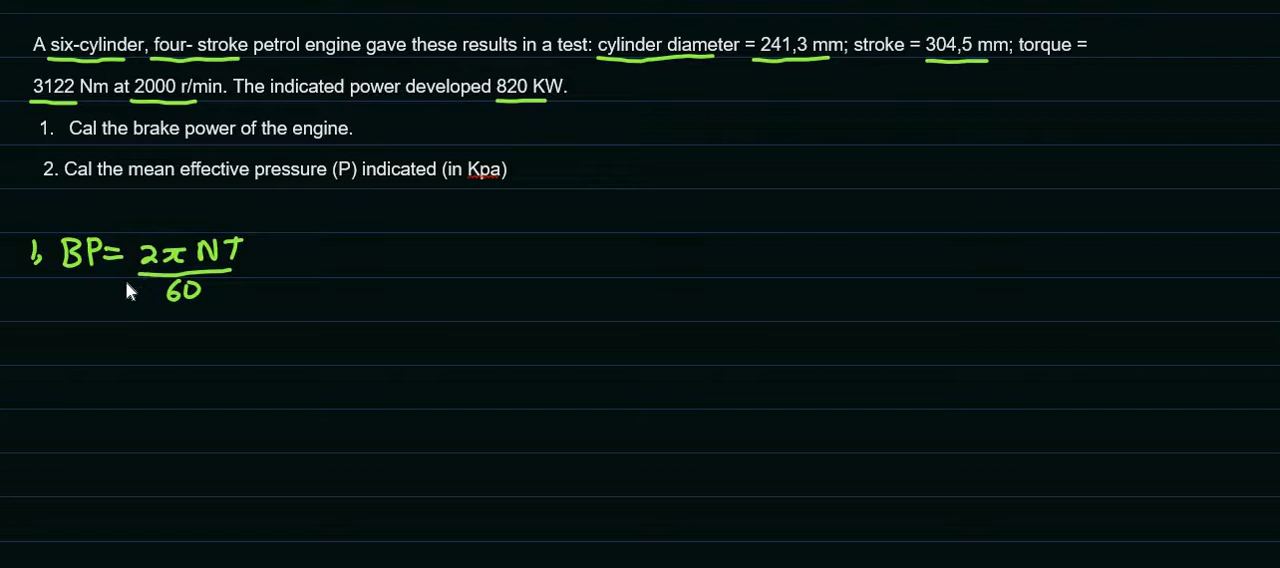 A six-cylinder, four- stroke petrol engine gave these results in a test: cylinder diameter = 241,3 mm; stroke = 304,5 mm; torque =
3122 Nm at 2000 r/min. The indicated power developed 820 KW.
1. Cal the brake power of the engine.
2. Cal the mean effective pressure (P) indicated (in Kpa)
1, BP= 2π NT
60